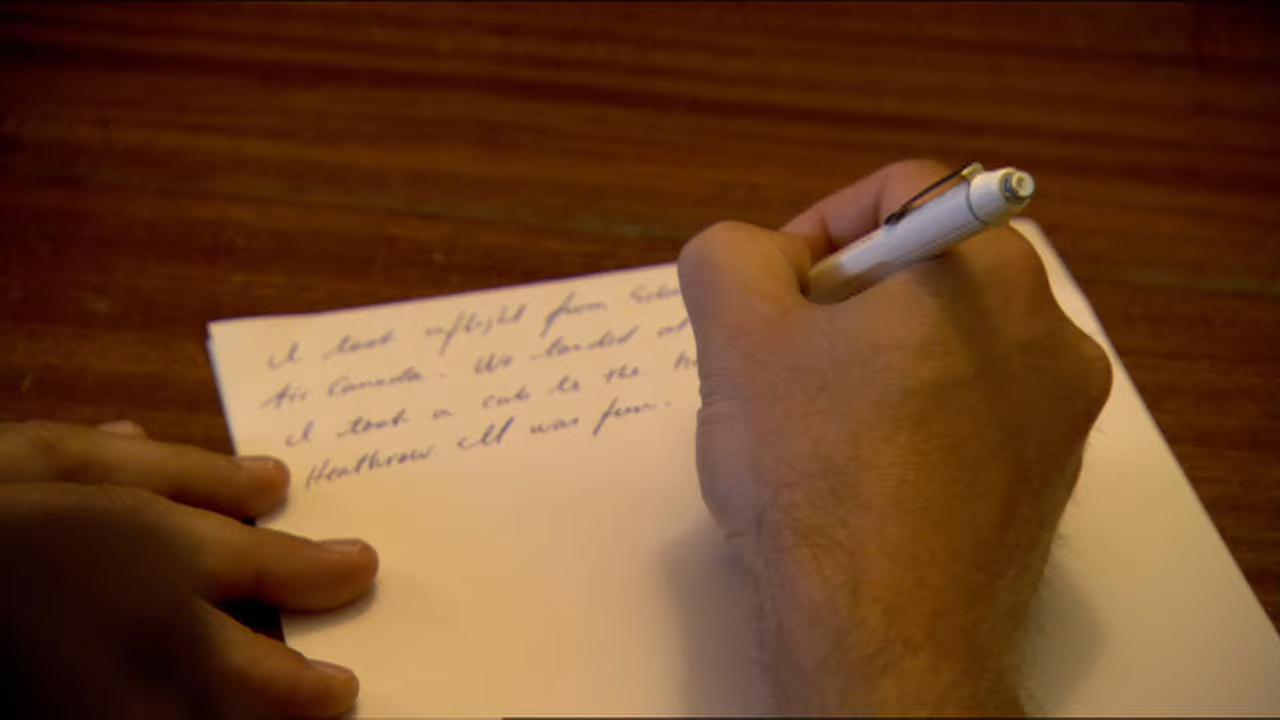 I took a flight from
Air Canada. We landed at
I took a cab to the
Heathrow. It was fun.